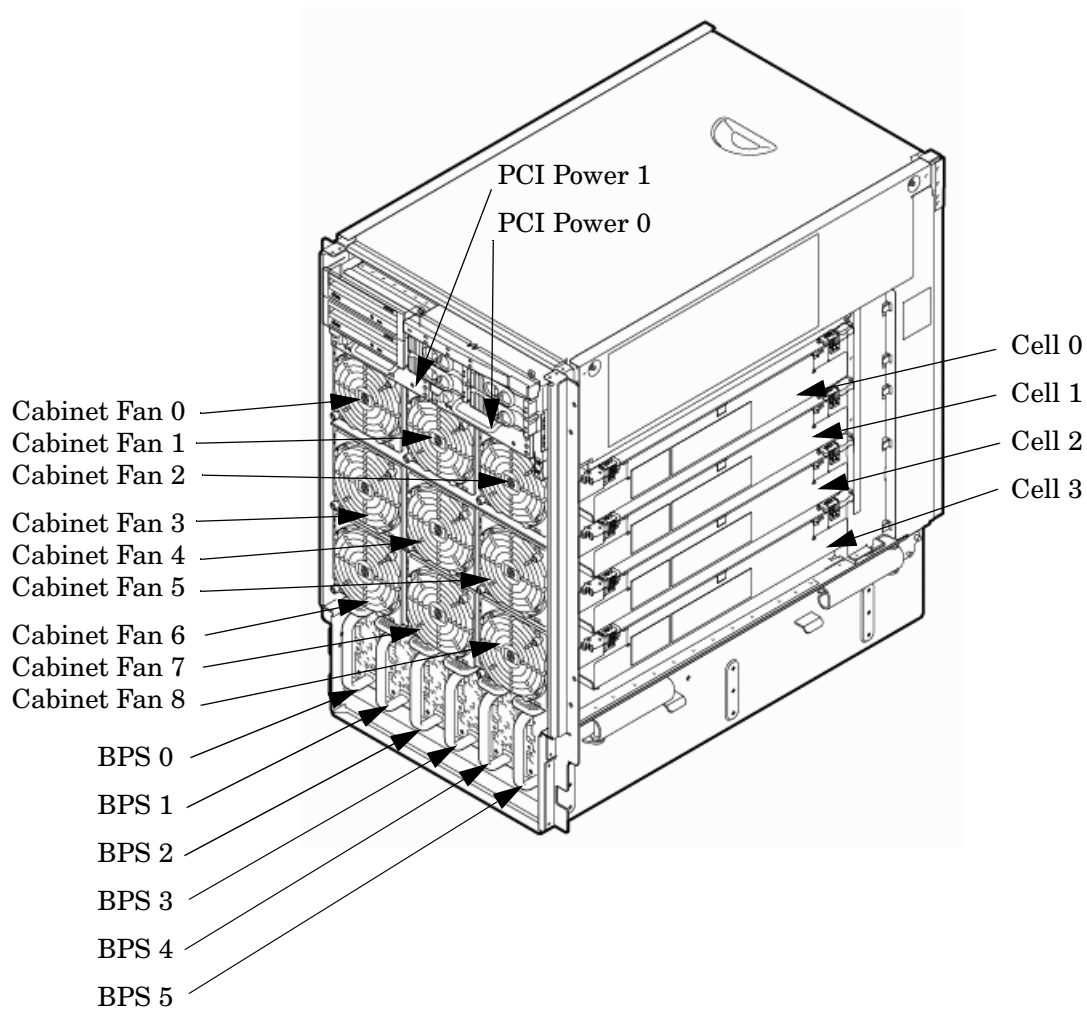 PCI Power 1
PCI Power 0
Cell 0
Cell 1
Cell 2
Cell 3
Cabinet Fan 0
Cabinet Fan 1
Cabinet Fan 2
Cabinet Fan 3
Cabinet Fan 4
Cabinet Fan 5
Cabinet Fan 6
Cabinet Fan 7
Cabinet Fan 8
BPS 0
BPS 1
BPS 2
BPS 3
BPS 4
BPS 5